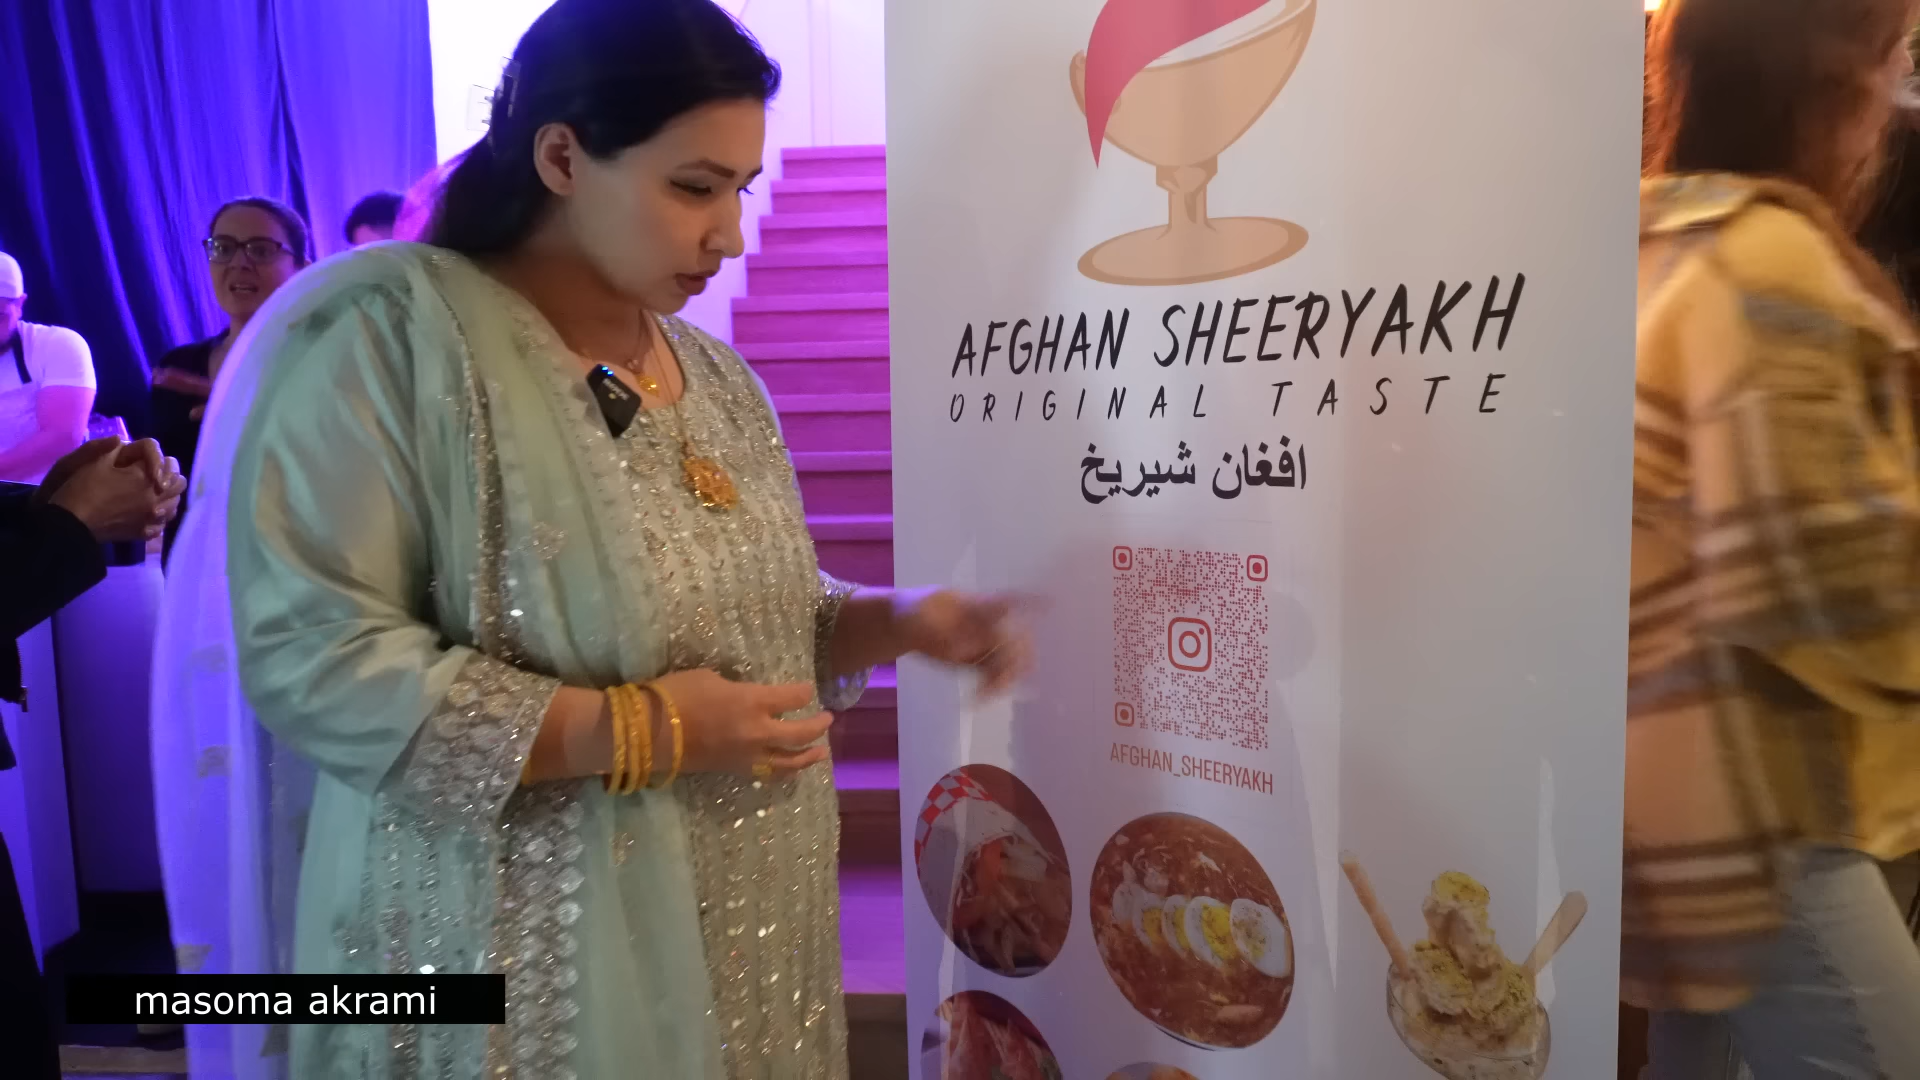 AFGHAN SHEERYAKH
ORIGINAL TASTE
افغان شیریخ
AFGHAN_SHEERYAKH
masoma akrami